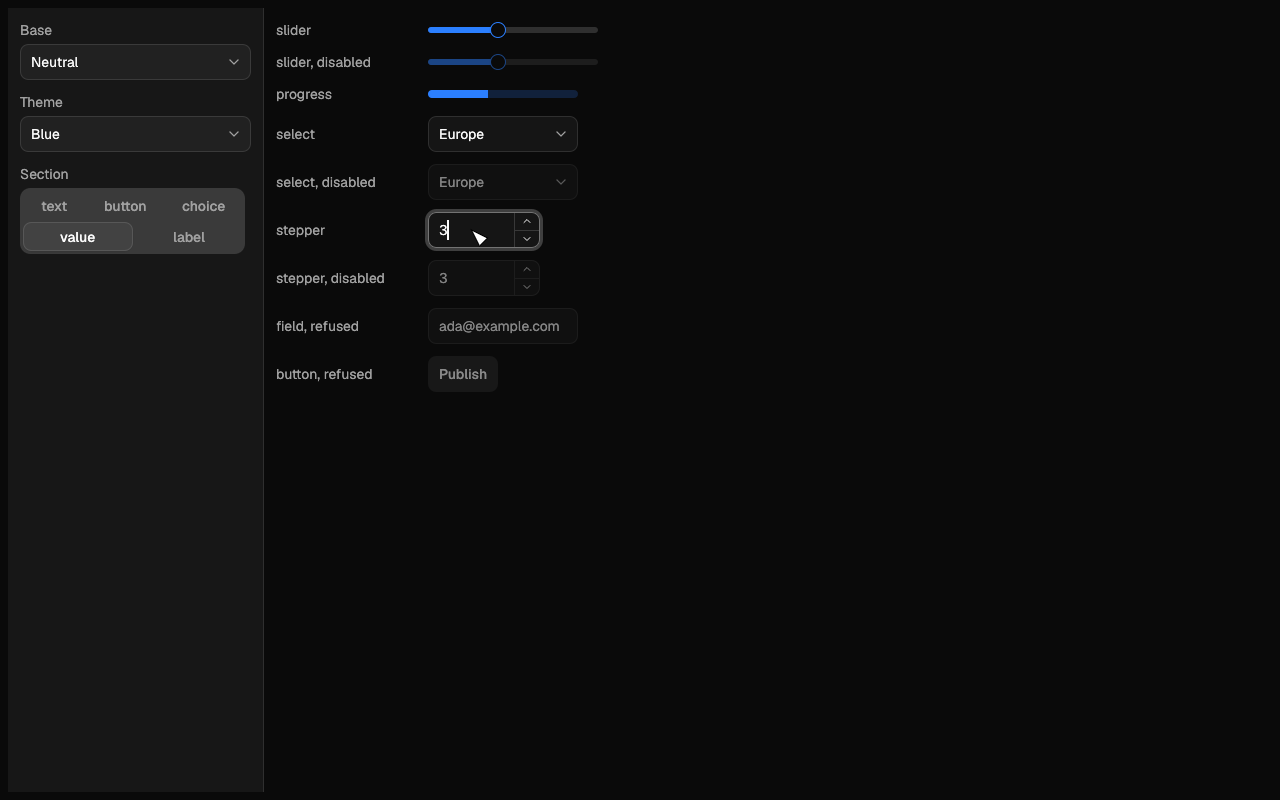 Base
Neutral
Theme
Blue
Section
text button choice
value label
slider
slider, disabled
progress
select Europe
select, disabled Europe
stepper 3
stepper, disabled 3
field, refused ada@example.com
button, refused Publish